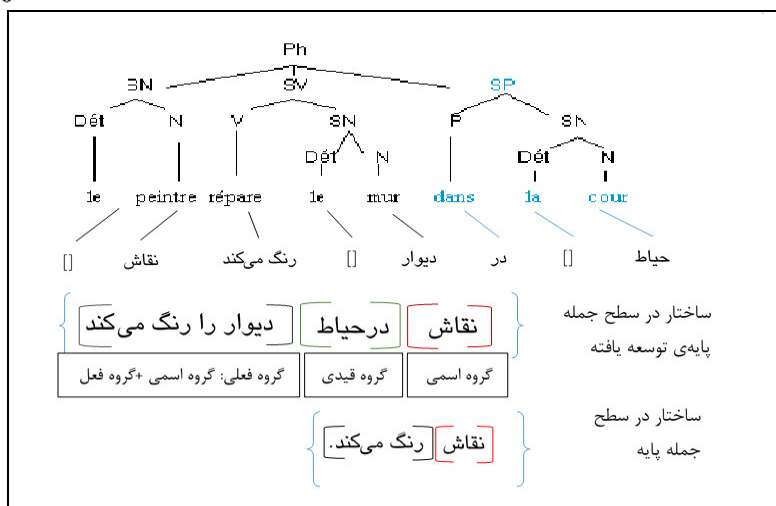 Ph
SN SV SP
Dét N V SN P SN
Dét N Dét N
le peintre répare le mur dans la cour
[] نقاش رنگ می‌کند [] دیوار در [] حیاط
ساختار در سطح جمله
پایه‌ی توسعه یافته
نقاش درحیاط دیوار را رنگ می‌کند
گروه اسمی گروه قیدی گروه فعلی: گروه اسمی +گروه فعل
ساختار در سطح
جمله پایه
نقاش رنگ می‌کند.